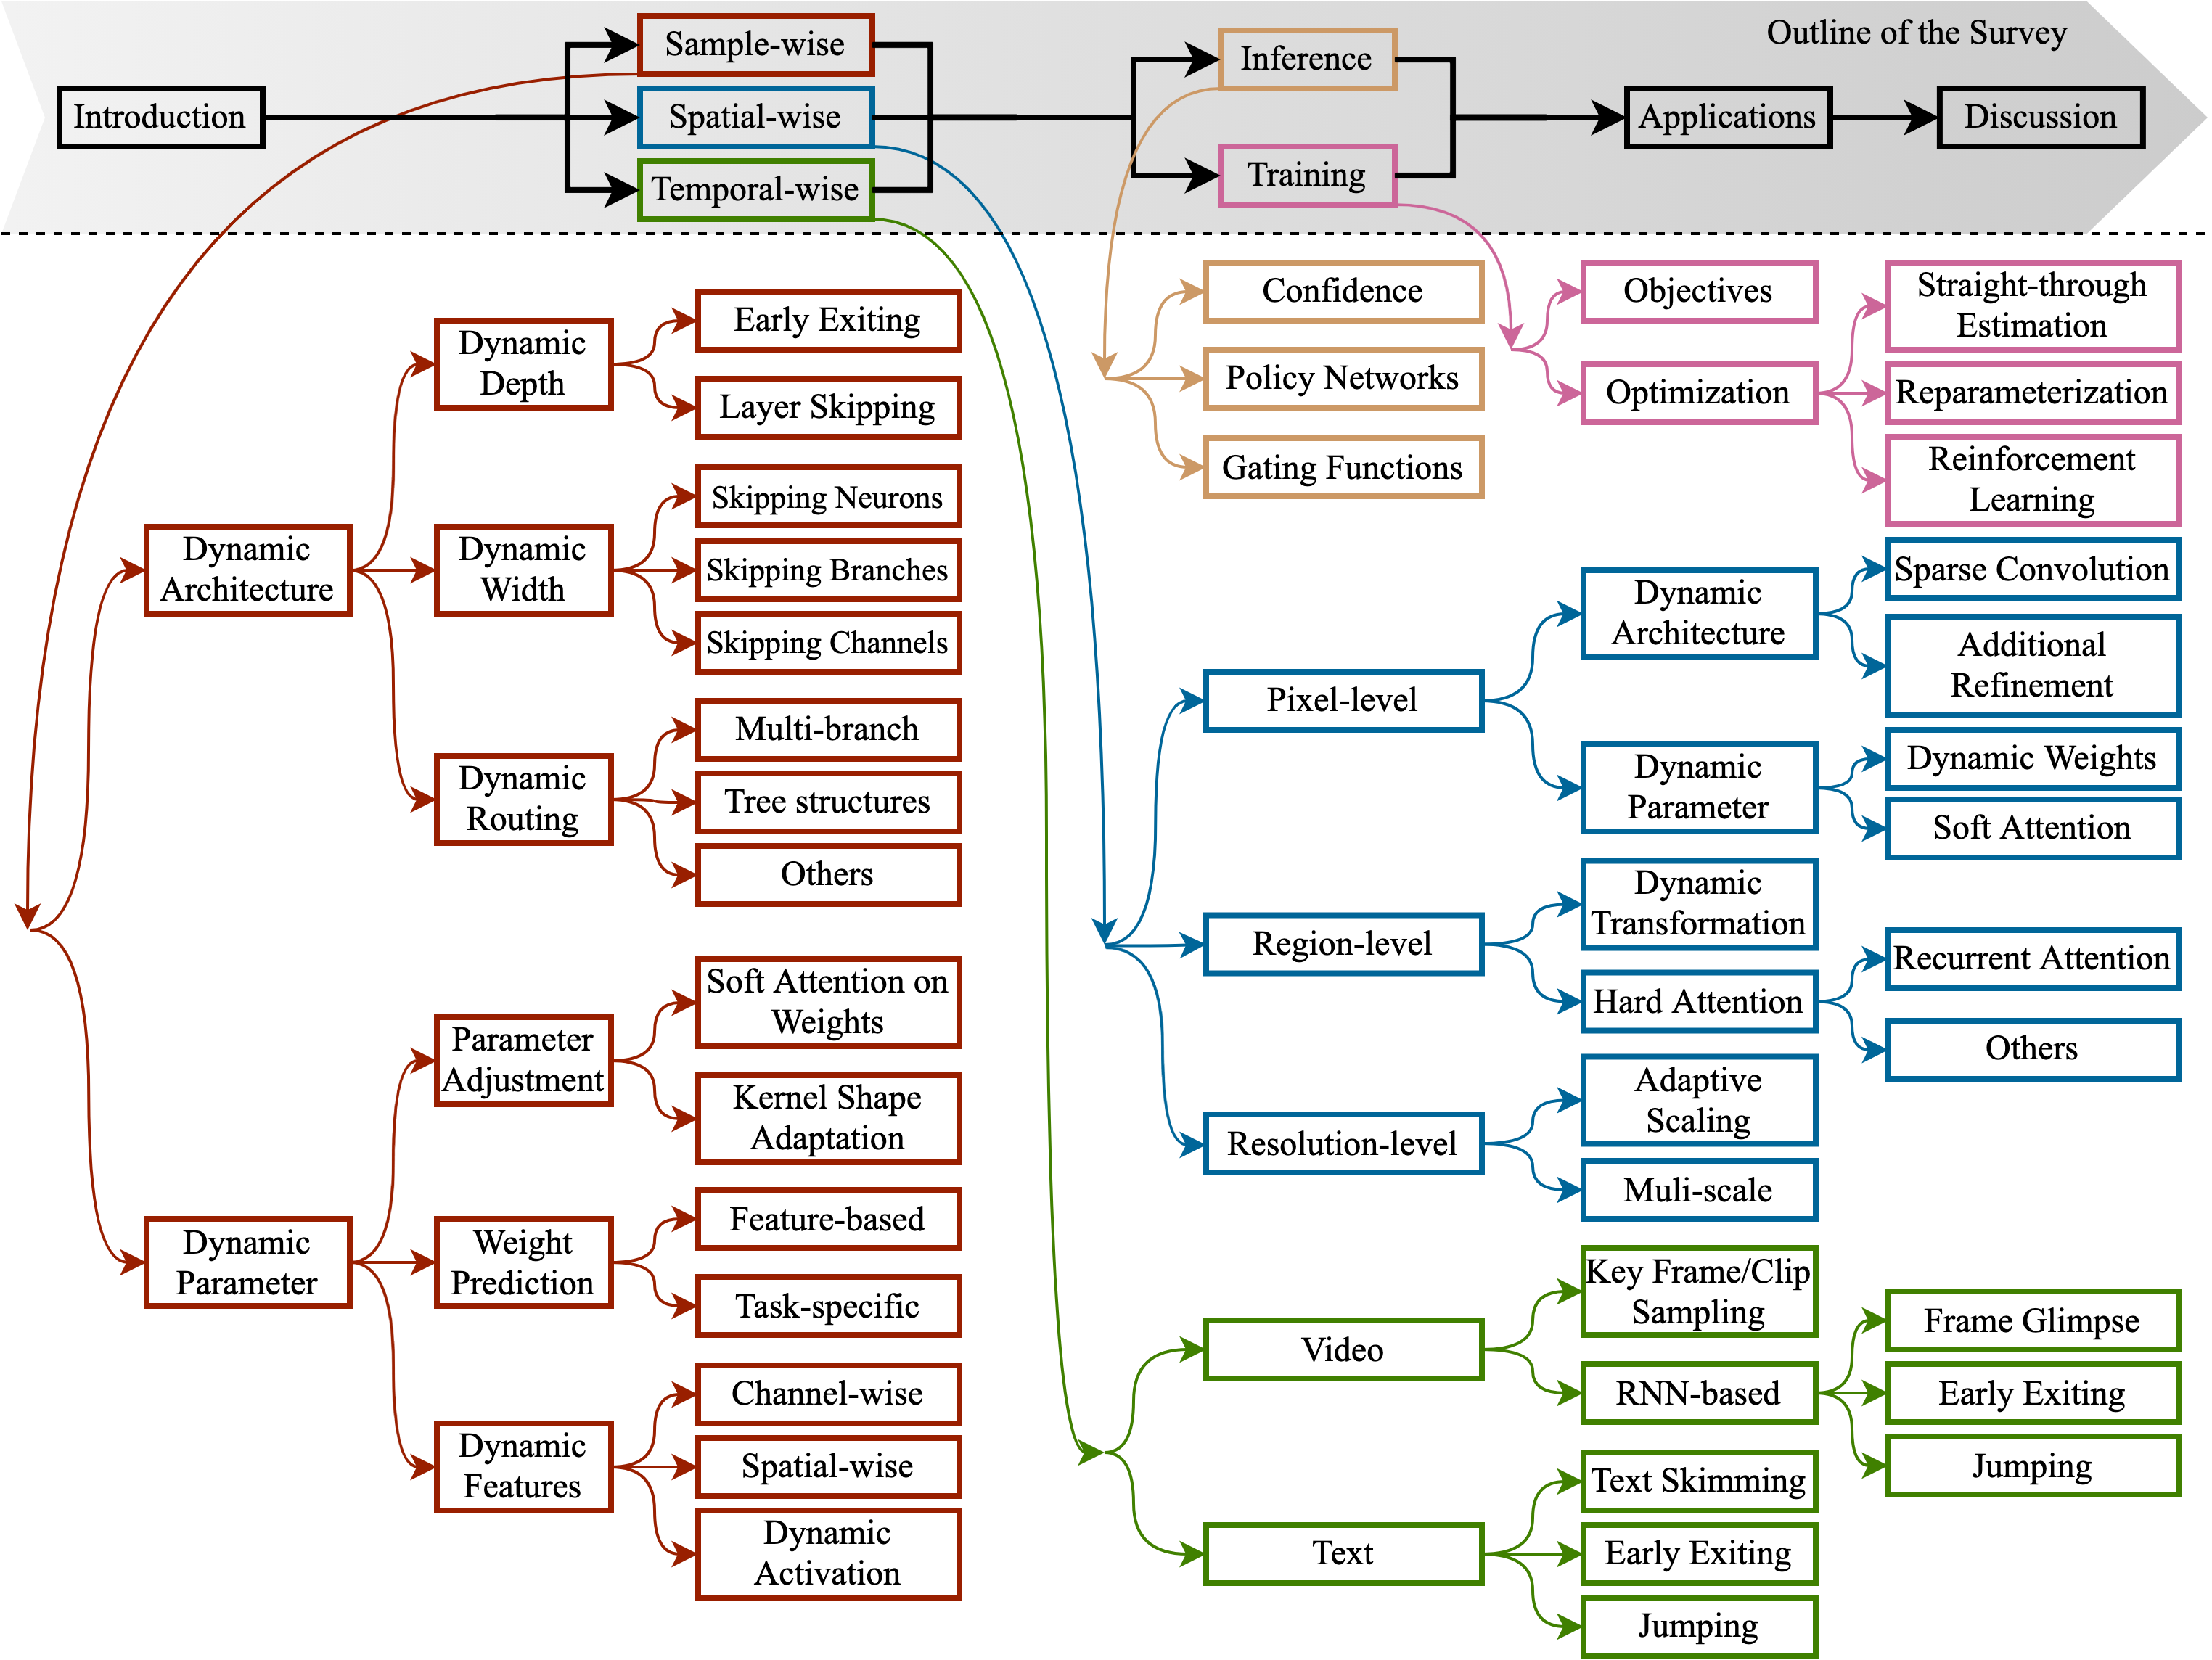 Outline of the Survey
Introduction
Sample-wise
Spatial-wise
Temporal-wise
Inference
Training
Applications
Discussion
Dynamic
Architecture
Dynamic
Depth
Early Exiting
Layer Skipping
Dynamic
Width
Skipping Neurons
Skipping Branches
Skipping Channels
Dynamic
Routing
Multi-branch
Tree structures
Others
Dynamic
Parameter
Parameter
Adjustment
Soft Attention on
Weights
Kernel Shape
Adaptation
Weight
Prediction
Feature-based
Task-specific
Dynamic
Features
Channel-wise
Spatial-wise
Dynamic
Activation
Confidence
Policy Networks
Gating Functions
Objectives
Optimization
Straight-through
Estimation
Reparameterization
Reinforcement
Learning
Pixel-level
Dynamic
Architecture
Sparse Convolution
Additional
Refinement
Dynamic
Parameter
Dynamic Weights
Soft Attention
Region-level
Dynamic
Transformation
Hard Attention
Recurrent Attention
Others
Resolution-level
Adaptive
Scaling
Muli-scale
Video
Key Frame/Clip
Sampling
RNN-based
Frame Glimpse
Early Exiting
Jumping
Text
Text Skimming
Early Exiting
Jumping